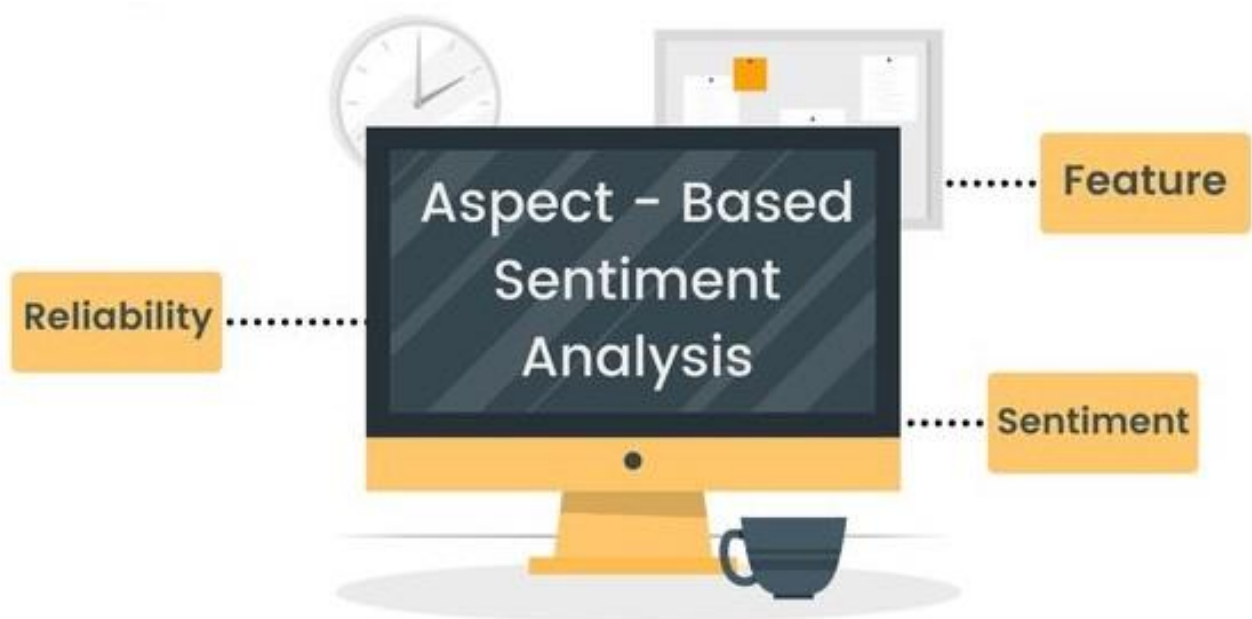 Aspect - Based
Sentiment
Analysis
Feature
Reliability
Sentiment